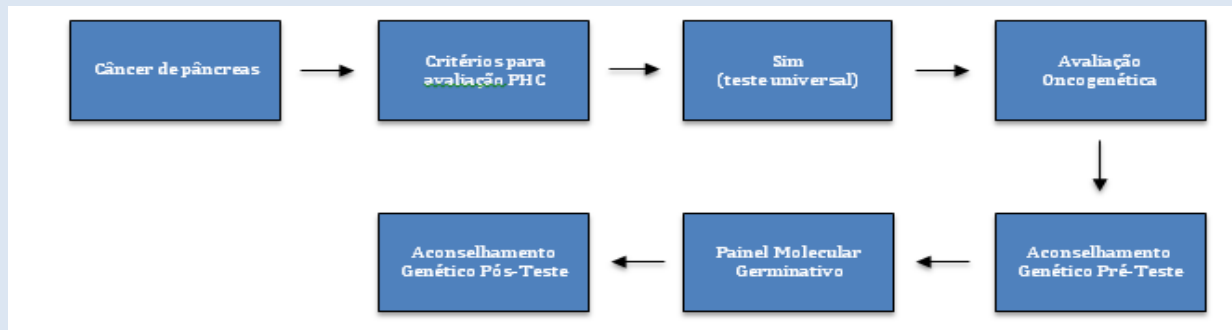 Câncer de pâncreas
Critérios para
avaliação PHC
Sim
(teste universal)
Avaliação
Oncogenética
Aconselhamento
Genético Pré-Teste
Painel Molecular
Germinativo
Aconselhamento
Genético Pós-Teste